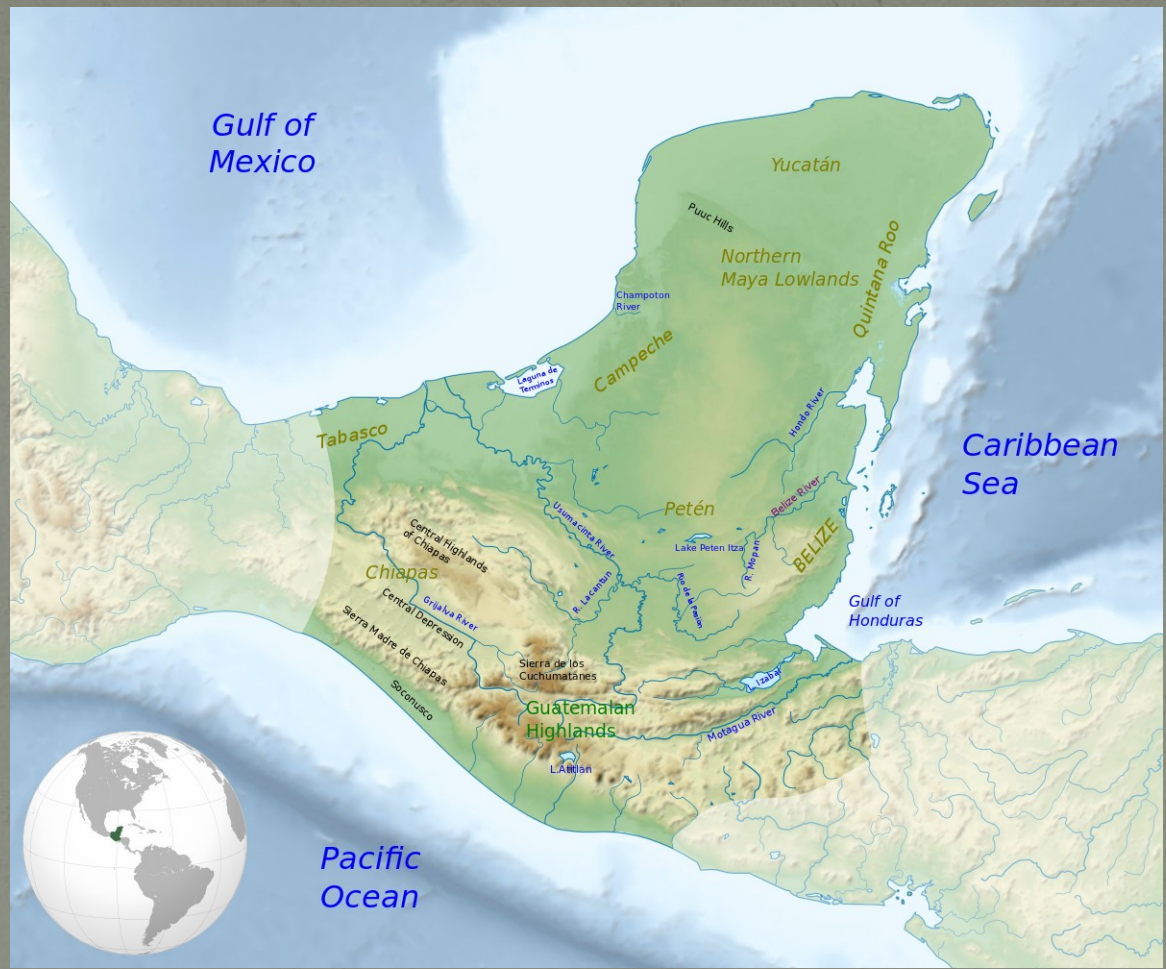 Gulf of
Mexico
Yucatán
Puuc Hills
Northern
Maya Lowlands
Quintana Roo
Champoton
River
Campeche
Laguna de
Terminos
Tabasco
Hondo River
Caribbean
Sea
Petén
Belize River
Usumacinta River
Lake Peten Itza
R. Mopan
BELIZE
Central Highlands
of Chiapas
Chiapas
R. Lacantun
Rio de la Pasion
Grijalva River
Central Depression
Sierra Madre de Chiapas
Gulf of
Honduras
Sierra de los
Cuchumatanes
Soconusco
L. Izabal
Guatemalan
Highlands
Motagua River
L.Atitlan
Pacific
Ocean